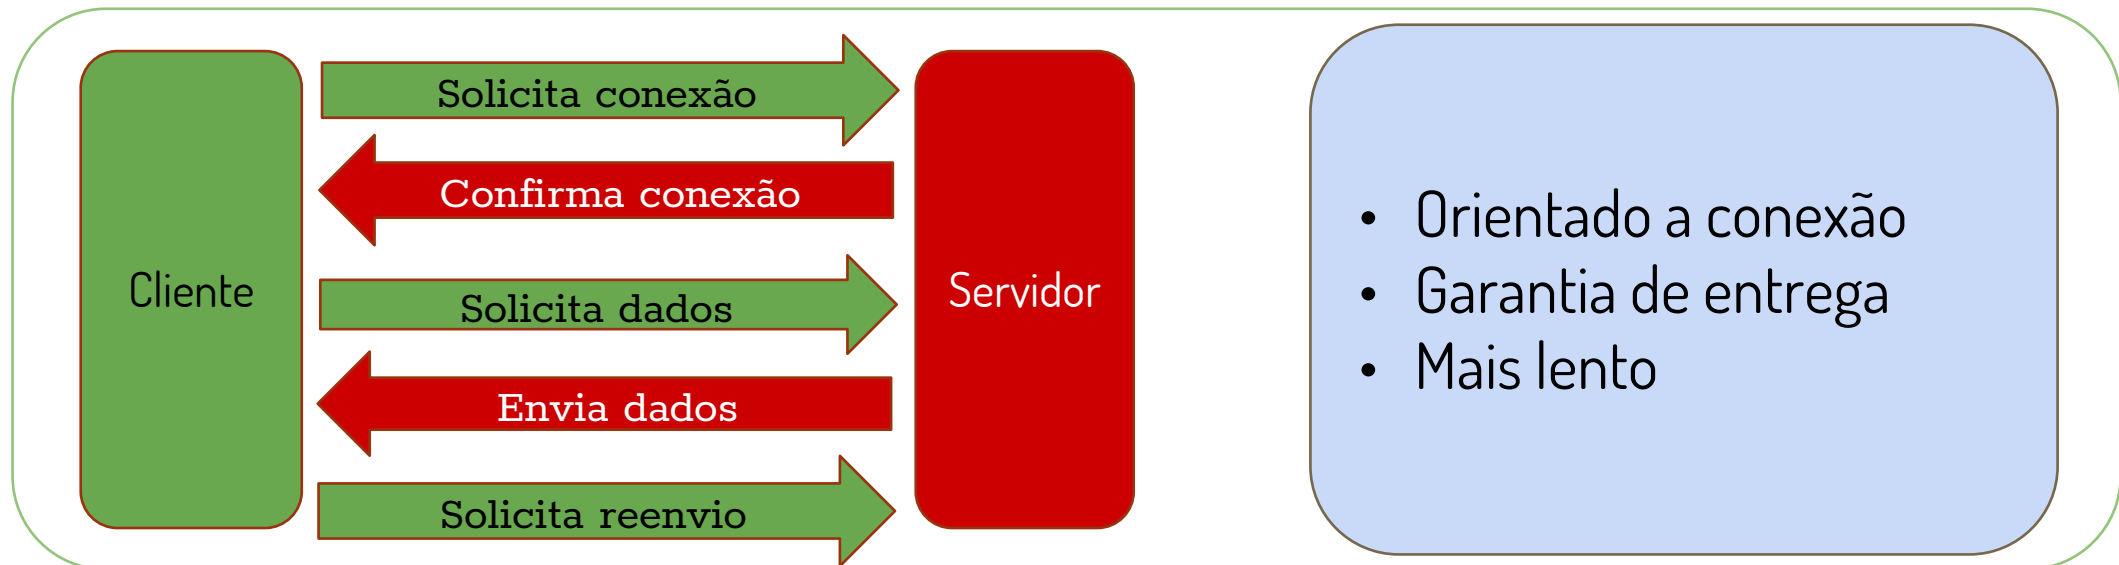 Solicita conexão
Confirma conexão
Cliente
Solicita dados
Servidor
Envia dados
Solicita reenvio
• Orientado a conexão
• Garantia de entrega
• Mais lento